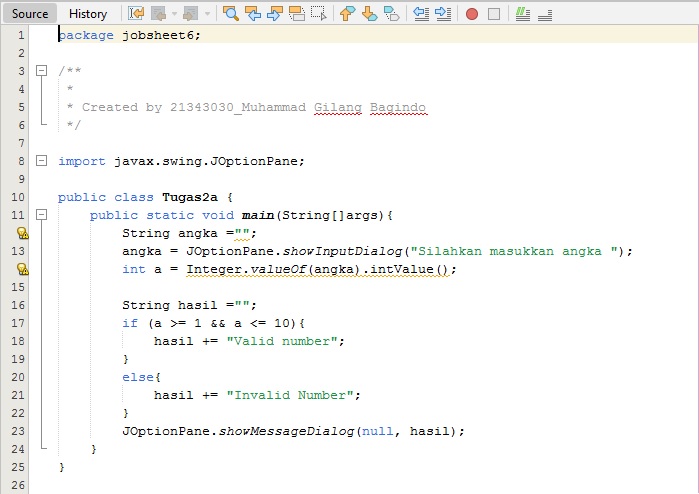 Source History
1 package jobsheet6;
2
3 /**
4 *
5 * Created by 21343030_Muhammad Gilang Bagindo
6 */
7
8 import javax.swing.JOptionPane;
9
10 public class Tugas2a {
11 public static void main(String[]args){
String angka ="";
13 angka = JOptionPane.showInputDialog("Silahkan masukkan angka ");
int a = Integer.valueOf(angka).intValue();
15
16 String hasil ="";
17 if (a >= 1 && a <= 10){
18 hasil += "Valid number";
19 }
20 else{
21 hasil += "Invalid Number";
22 }
23 JOptionPane.showMessageDialog(null, hasil);
24 }
25 }
26